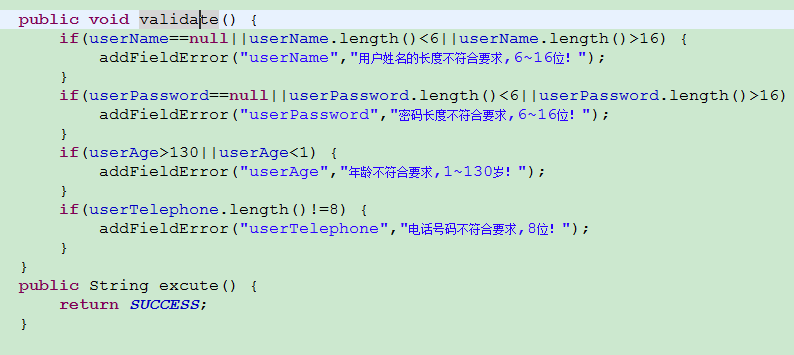 public void validate() {
if(userName==null||userName.length()<6||userName.length()>16) {
addFieldError("userName","用户姓名的长度不符合要求,6~16位! ");
}
if(userPassword==null||userPassword.length()<6||userPassword.length()>16)
addFieldError("userPassword","密码长度不符合要求,6~16位! ");
}
if(userAge>130||userAge<1) {
addFieldError("userAge","年龄不符合要求,1~130岁! ");
}
if(userTelephone.length()!=8) {
addFieldError("userTelephone","电话号码不符合要求,8位! ");
}
}
public String excute() {
return SUCCESS;
}